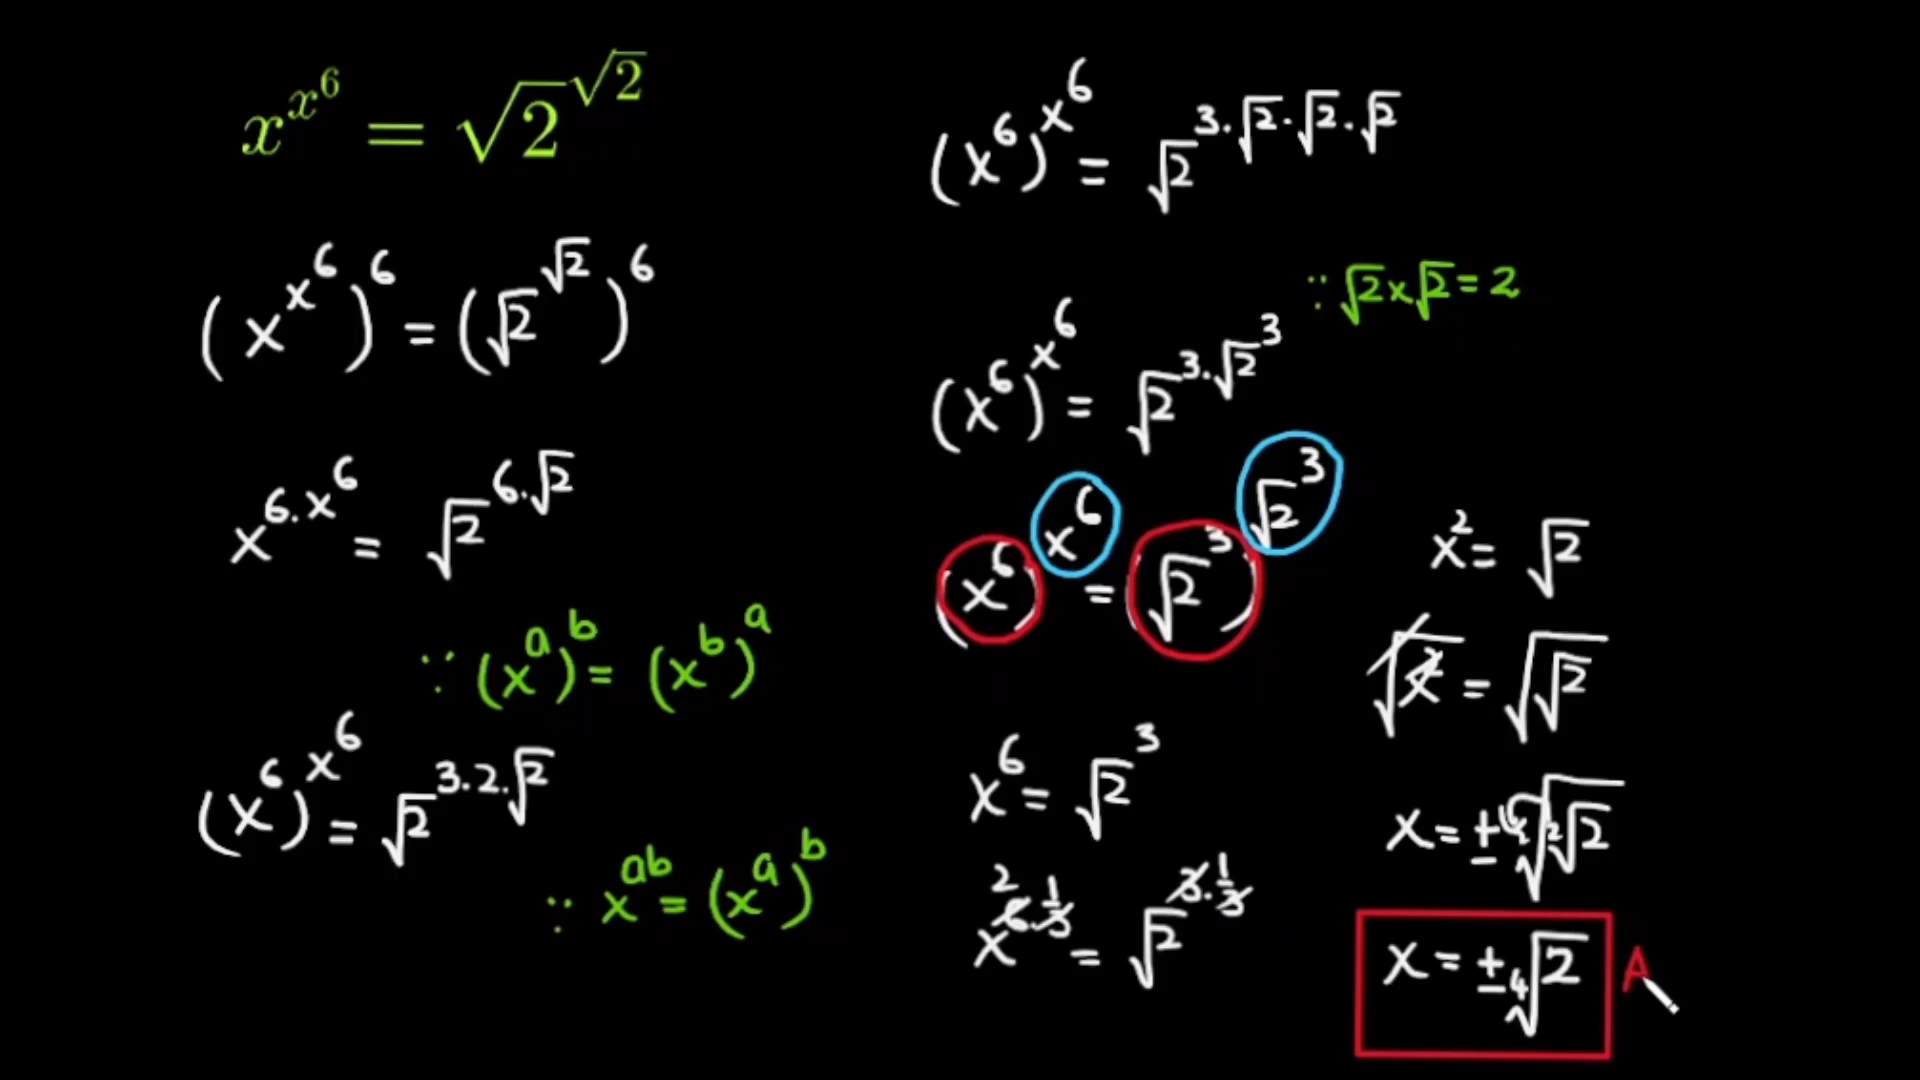 x^{x^6} = √2^{√2}
(x^{x^6})^6 = (√2^{√2})^6
x^{6·x^6} = √2^{6·√2}
∵ (x^a)^b = (x^b)^a
(x^6)^{x^6} = √2^{3·2·√2}
∵ x^{ab} = (x^a)^b
(x^6)^{x^6} = √2^{3·√2·√2·√2}
∵ √2×√2=2
(x^6)^{x^6} = √2^{3·√2^3}
(x^6)^{x^6} = (√2^3)^{√2^3}
x^6 = √2^3
x^{6·1/3} = √2^{3·1/3}
2
x^2 = √2
√x^2 = √√2
x = ± ∜√2
x = ± ∜2
A